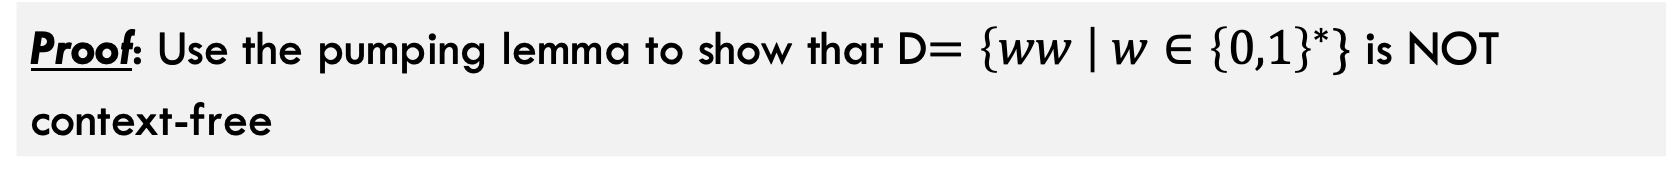 Proof: Use the pumping lemma to show that D= {𝑤𝑤 | 𝑤 ∈ {0,1}*} is NOT
context-free